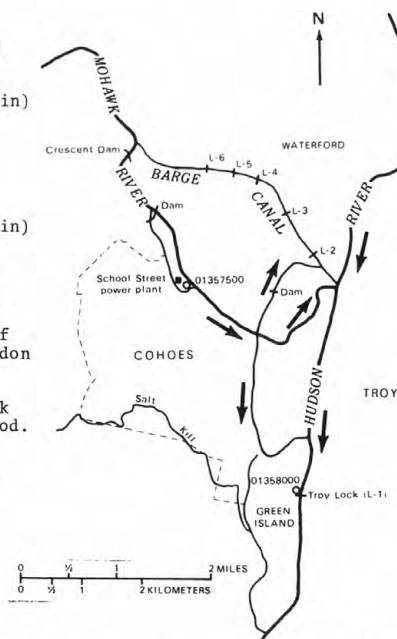 in)
in)
f
don
k
od.
N
MOHAWK
RIVER
Crescent Dam
BARGE
CANAL
L-6
L-5
L-4
L-3
L-2
WATERFORD
RIVER
HUDSON
Dam
School Street
power plant
01357500
Dam
COHOES
TROY
Salt
Kill
01358000
Troy Lock (L-1)
GREEN
ISLAND
0 ½ 1 2 MILES
0 ½ 1 2 KILOMETERS